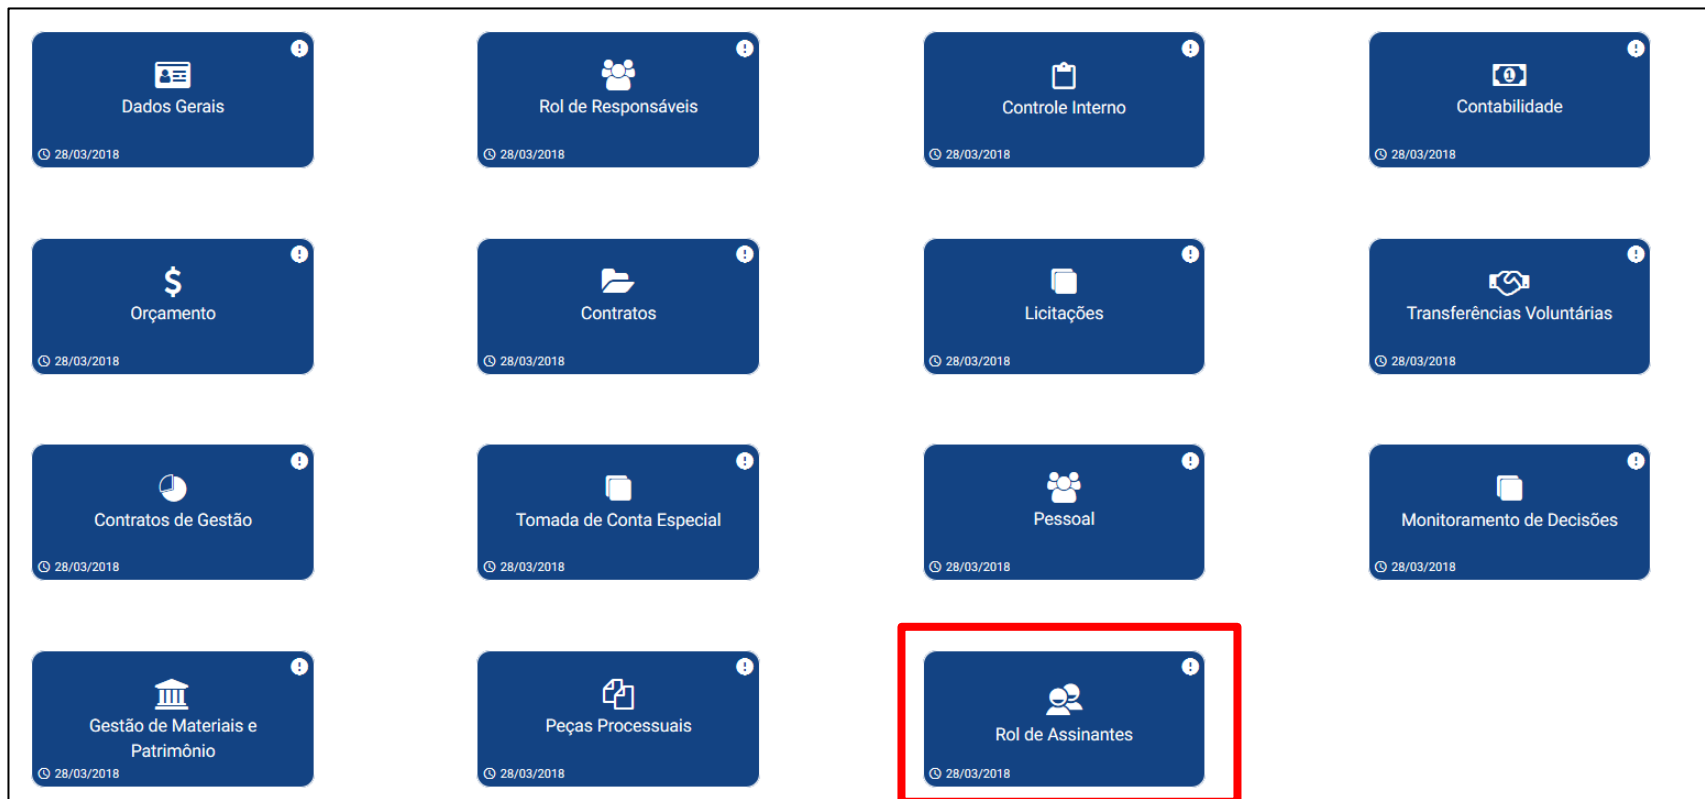 Dados Gerais
28/03/2018
Rol de Responsáveis
28/03/2018
Controle Interno
28/03/2018
Contabilidade
28/03/2018
Orçamento
28/03/2018
Contratos
28/03/2018
Licitações
28/03/2018
Transferências Voluntárias
28/03/2018
Contratos de Gestão
28/03/2018
Tomada de Conta Especial
28/03/2018
Pessoal
28/03/2018
Monitoramento de Decisões
28/03/2018
Gestão de Materiais e
Patrimônio
28/03/2018
Peças Processuais
28/03/2018
Rol de Assinantes
28/03/2018